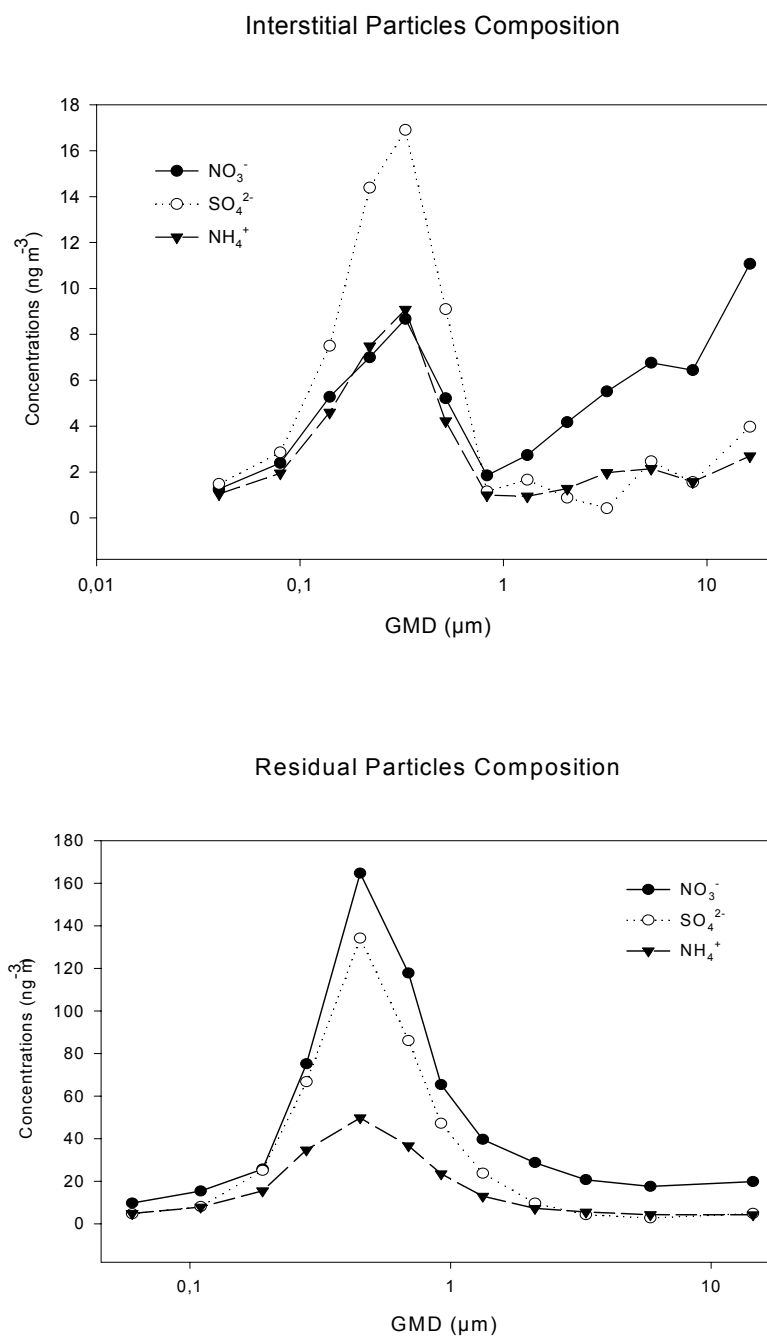 Interstitial Particles Composition
18
16
14
12
10
8
6
4
2
0
Concentrations (ng m⁻³)
NO₃⁻
SO₄²⁻
NH₄⁺
0,01
0,1
1
10
GMD (µm)
Residual Particles Composition
180
160
140
120
100
80
60
40
20
0
Concentrations (ng m⁻³)
NO₃⁻
SO₄²⁻
NH₄⁺
0,1
1
10
GMD (µm)